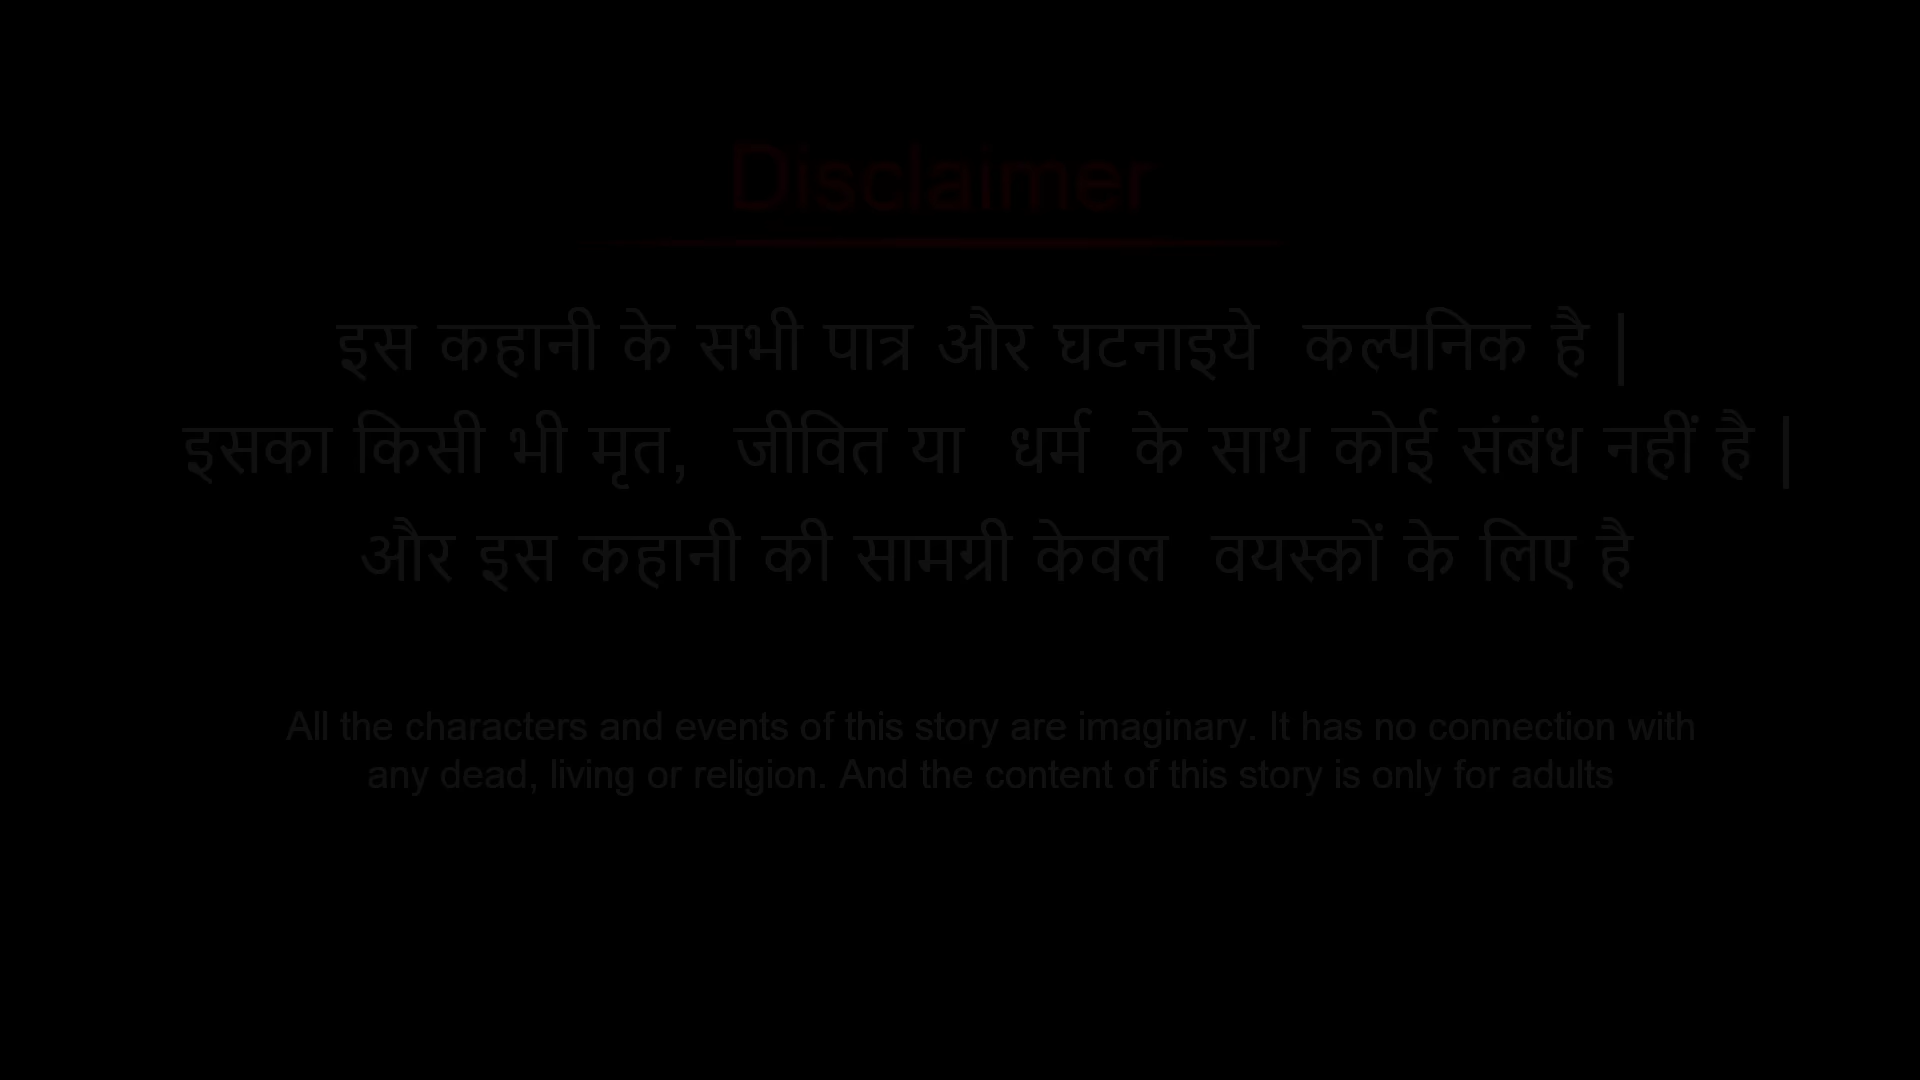 Disclaimer
इस कहानी के सभी पात्र और घटनाइये कल्पनिक है |
इसका किसी भी मृत, जीवित या धर्म के साथ कोई संबंध नहीं है |
और इस कहानी की सामग्री केवल वयस्कों के लिए है
All the characters and events of this story are imaginary. It has no connection with
any dead, living or religion. And the content of this story is only for adults